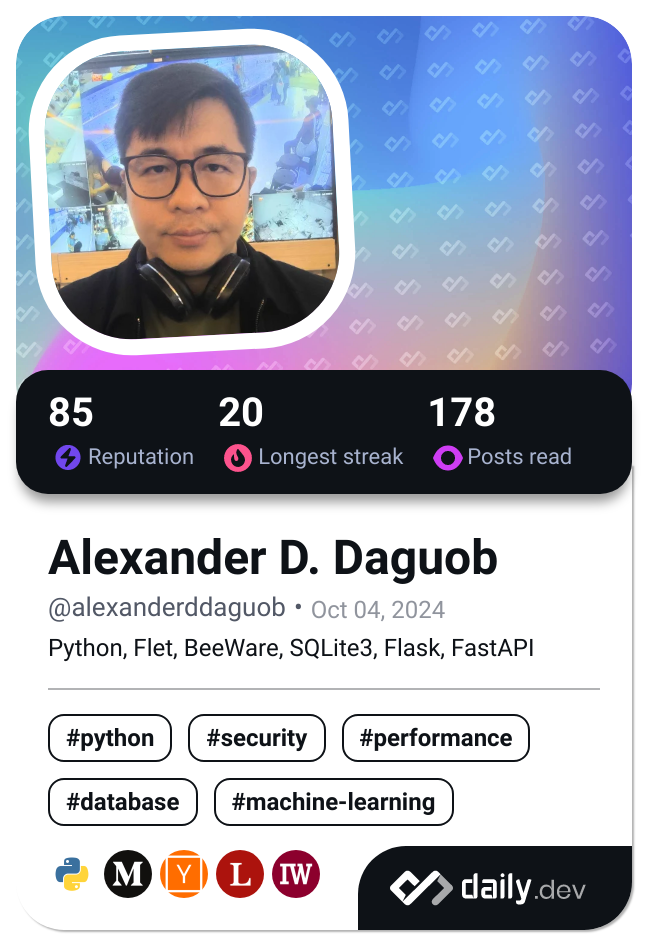 85 20 178
Reputation Longest streak Posts read
Alexander D. Daguob
@alexanderddaguob • Oct 04, 2024
Python, Flet, BeeWare, SQLite3, Flask, FastAPI
#python #security #performance
#database #machine-learning
M Y L IW
daily.dev